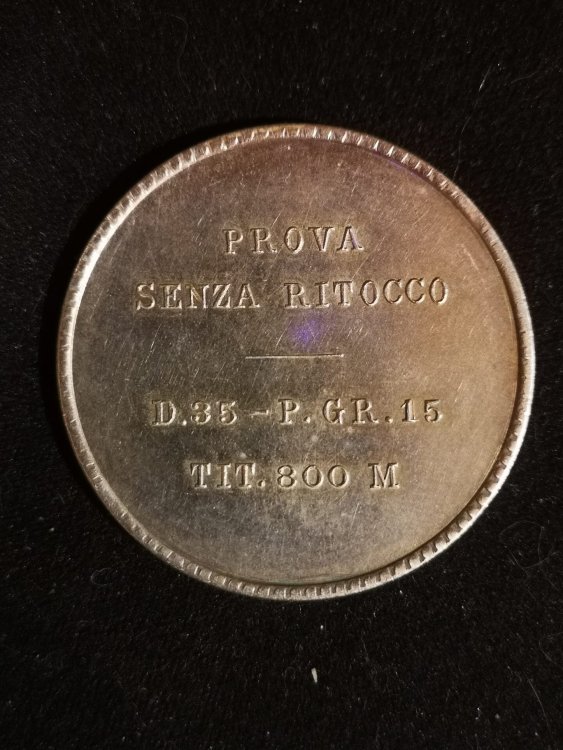 PROVA
SENZA RITOCCO
D.35 – P.GR.15
TIT.800 M